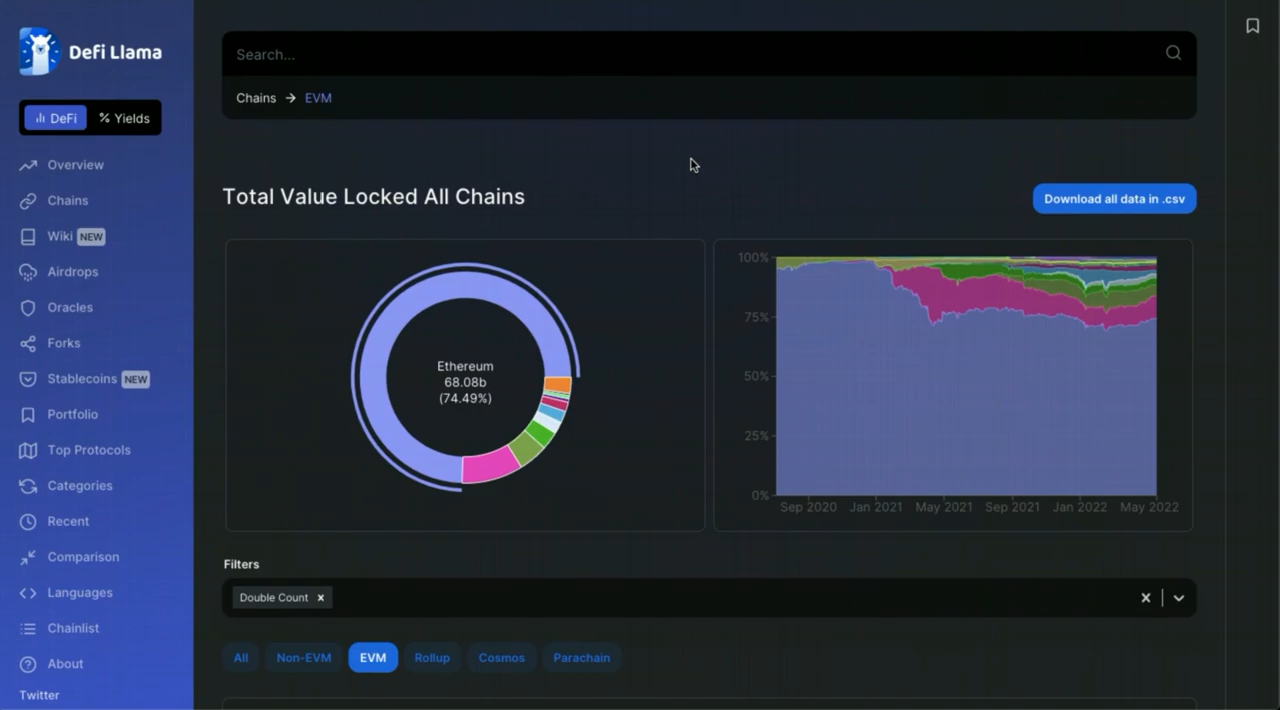 Defi Llama
DeFi
% Yields
Overview
Chains
Wiki NEW
Airdrops
Oracles
Forks
Stablecoins NEW
Portfolio
Top Protocols
Categories
Recent
Comparison
Languages
Chainlist
About
Twitter
Search...
Chains → EVM
Total Value Locked All Chains
Download all data in .csv
Ethereum
68.08b
(74.49%)
100%
75%
50%
25%
0%
Sep 2020 Jan 2021 May 2021 Sep 2021 Jan 2022 May 2022
Filters
Double Count ×
All Non-EVM EVM Rollup Cosmos Parachain